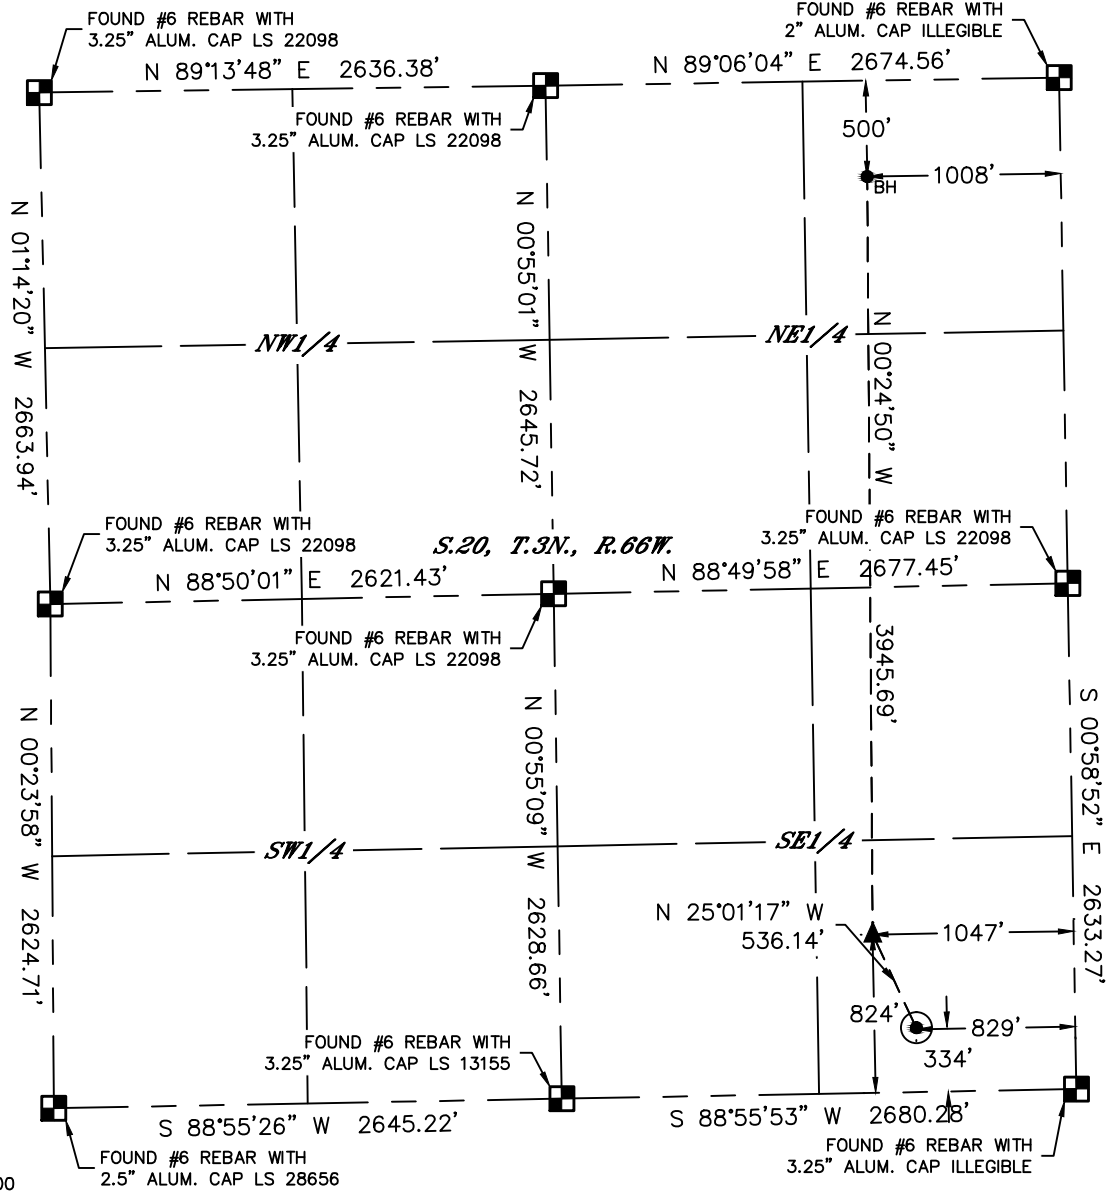 FOUND #6 REBAR WITH
3.25" ALUM. CAP LS 22098
FOUND #6 REBAR WITH
2" ALUM. CAP ILLEGIBLE
N 89°13'48" E 2636.38'
N 89°06'04" E 2674.56'
FOUND #6 REBAR WITH
3.25" ALUM. CAP LS 22098
500'
BH
1008'
N 01°14'20" W 2663.94'
N 00°55'01" W 2645.72'
N 00°24'50" W 3945.69'
NW1/4
NE1/4
FOUND #6 REBAR WITH
3.25" ALUM. CAP LS 22098
S.20, T.3N., R.66W.
FOUND #6 REBAR WITH
3.25" ALUM. CAP LS 22098
N 88°50'01" E 2621.43'
N 88°49'58" E 2677.45'
FOUND #6 REBAR WITH
3.25" ALUM. CAP LS 22098
N 00°23'58" W 2624.71'
N 00°55'09" W 2628.66'
S 00°58'52" E 2633.27'
SW1/4
SE1/4
N 25°01'17" W
536.14'
1047'
824'
829'
334'
FOUND #6 REBAR WITH
3.25" ALUM. CAP LS 13155
S 88°55'26" W 2645.22'
S 88°55'53" W 2680.28'
FOUND #6 REBAR WITH
2.5" ALUM. CAP LS 28656
FOUND #6 REBAR WITH
3.25" ALUM. CAP ILLEGIBLE
00